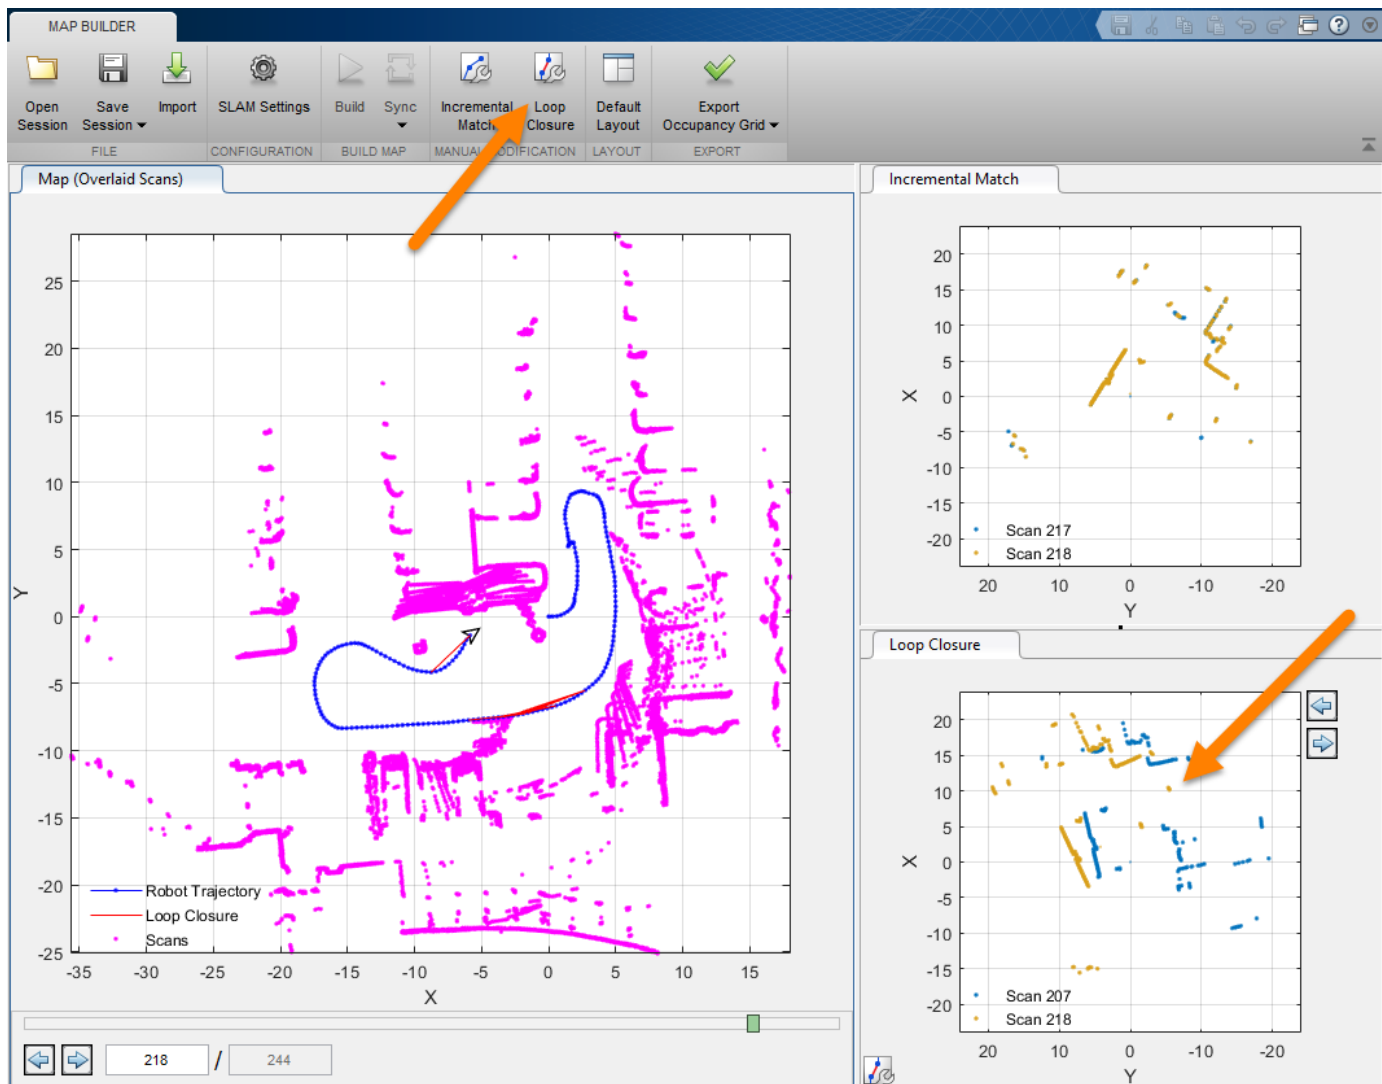 MAP BUILDER
Open Session
Save Session
Import
SLAM Settings
Build
Sync
Incremental Match
Loop Closure
Default Layout
Export Occupancy Grid
FILE
CONFIGURATION
BUILD MAP
MANUAL MODIFICATION
LAYOUT
EXPORT
Map (Overlaid Scans)
25
20
15
10
5
0
-5
-10
-15
-20
-25
Y
Robot Trajectory
Loop Closure
Scans
-35 -30 -25 -20 -15 -10 -5 0 5 10 15
X
218 / 244
Incremental Match
20
15
10
5
0
-5
-10
-15
-20
X
Scan 217
Scan 218
20 10 0 -10 -20
Y
Loop Closure
20
15
10
5
0
-5
-10
-15
-20
X
Scan 207
Scan 218
20 10 0 -10 -20
Y